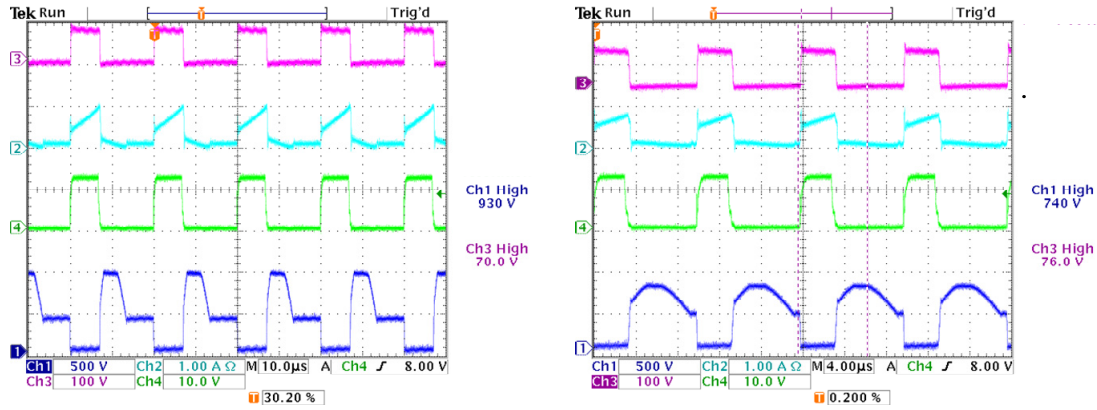 Tek Run Trig'd
T
3
2
4
1
Ch1 High
930 V
Ch3 High
70.0 V
Ch1 500 V Ch2 1.00 A Ω M 10.0µs A Ch4 8.00 V
Ch3 100 V Ch4 10.0 V
T 30.20 %
Tek Run Trig'd
T
3
2
4
1
Ch1 High
740 V
Ch3 High
76.0 V
Ch1 500 V Ch2 1.00 A Ω M 4.00µs A Ch4 8.00 V
Ch3 100 V Ch4 10.0 V
T 0.200 %